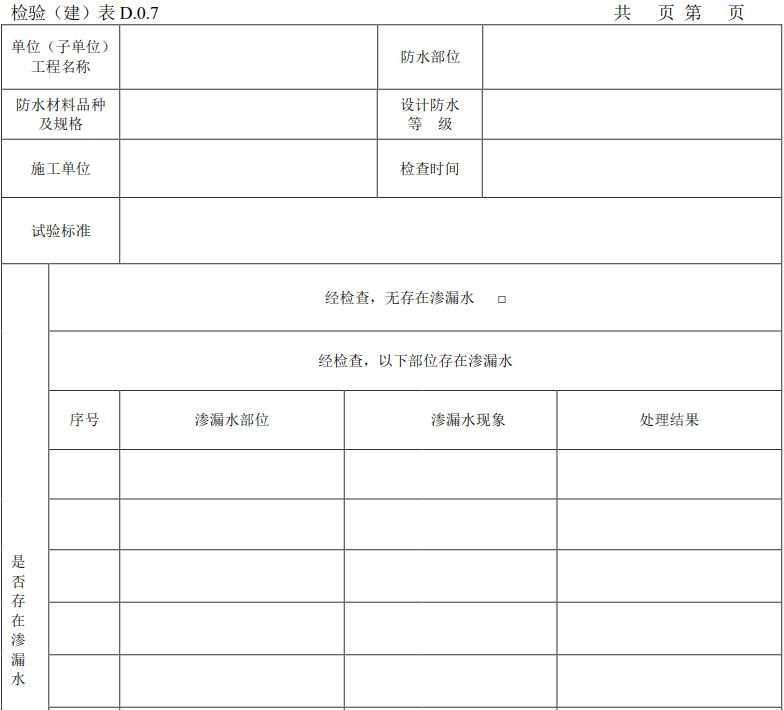 检验（建）表 D.0.7 共 页 第 页
单位（子单位）
工程名称
防水部位
防水材料品种
及规格
设计防水
等 级
施工单位
检查时间
试验标准
经检查，无存在渗漏水 □
经检查，以下部位存在渗漏水
序号 渗漏水部位 渗漏水现象 处理结果
是
否
存
在
渗
漏
水